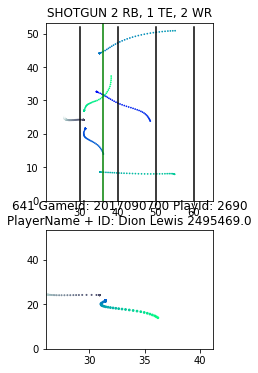 SHOTGUN 2 RB, 1 TE, 2 WR
50
40
30
20
10
0
30 40 50 60
641 GameId: 2017090700 PlayId: 2690
PlayerName + ID: Dion Lewis 2495469.0
40
20
0
30 35 40